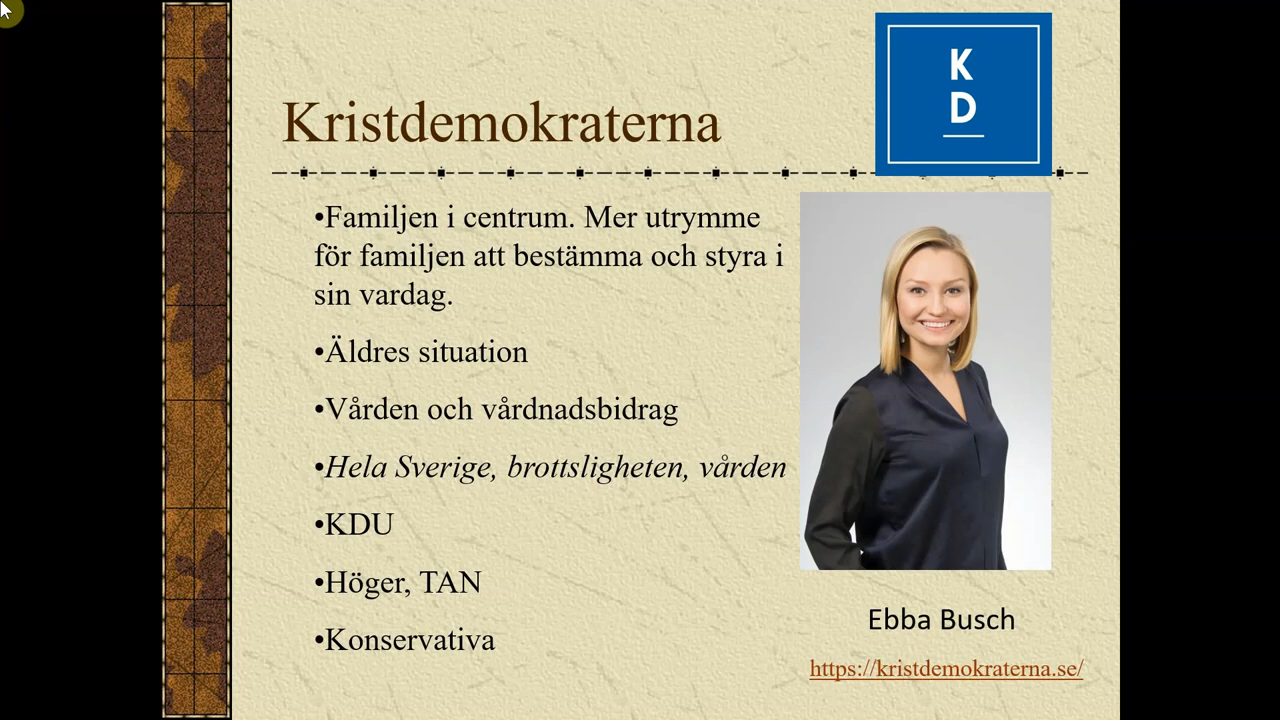 K
D
Kristdemokraterna
•Familjen i centrum. Mer utrymme
för familjen att bestämma och styra i
sin vardag.
•Äldres situation
•Vården och vårdnadsbidrag
•Hela Sverige, brottsligheten, vården
•KDU
•Höger, TAN
•Konservativa
Ebba Busch
https://kristdemokraterna.se/